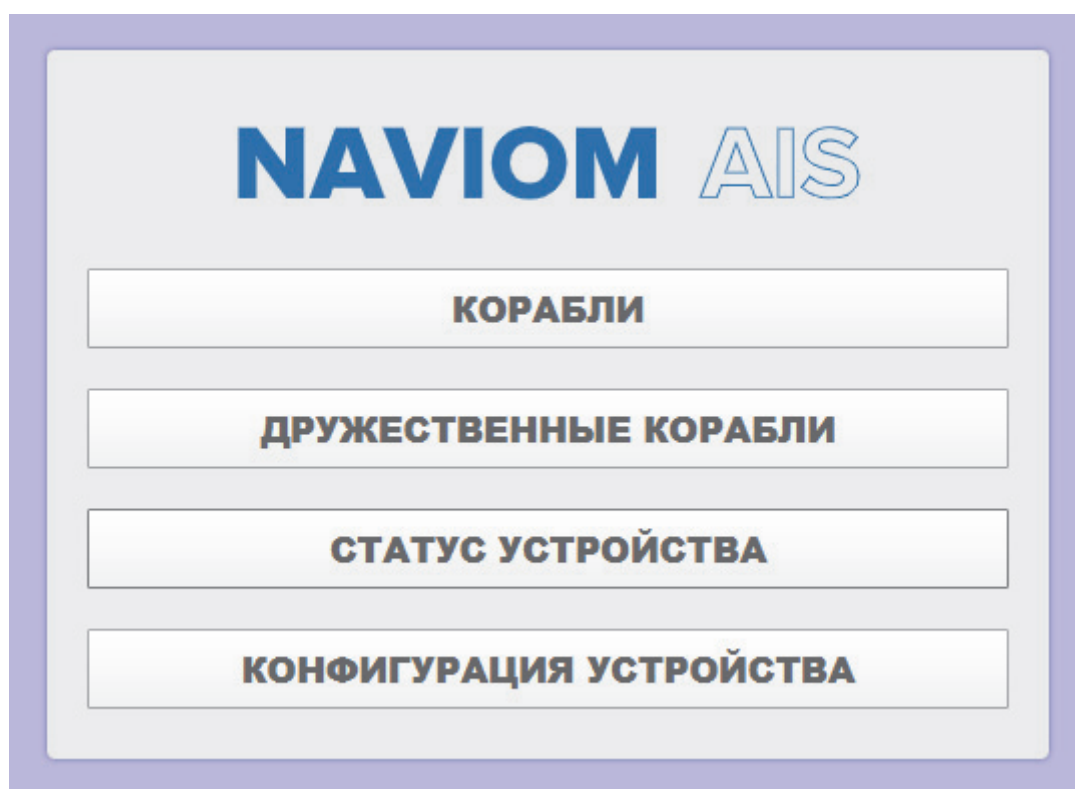 NAVIOM AIS
КОРАБЛИ
ДРУЖЕСТВЕННЫЕ КОРАБЛИ
СТАТУС УСТРОЙСТВА
КОНФИГУРАЦИЯ УСТРОЙСТВА